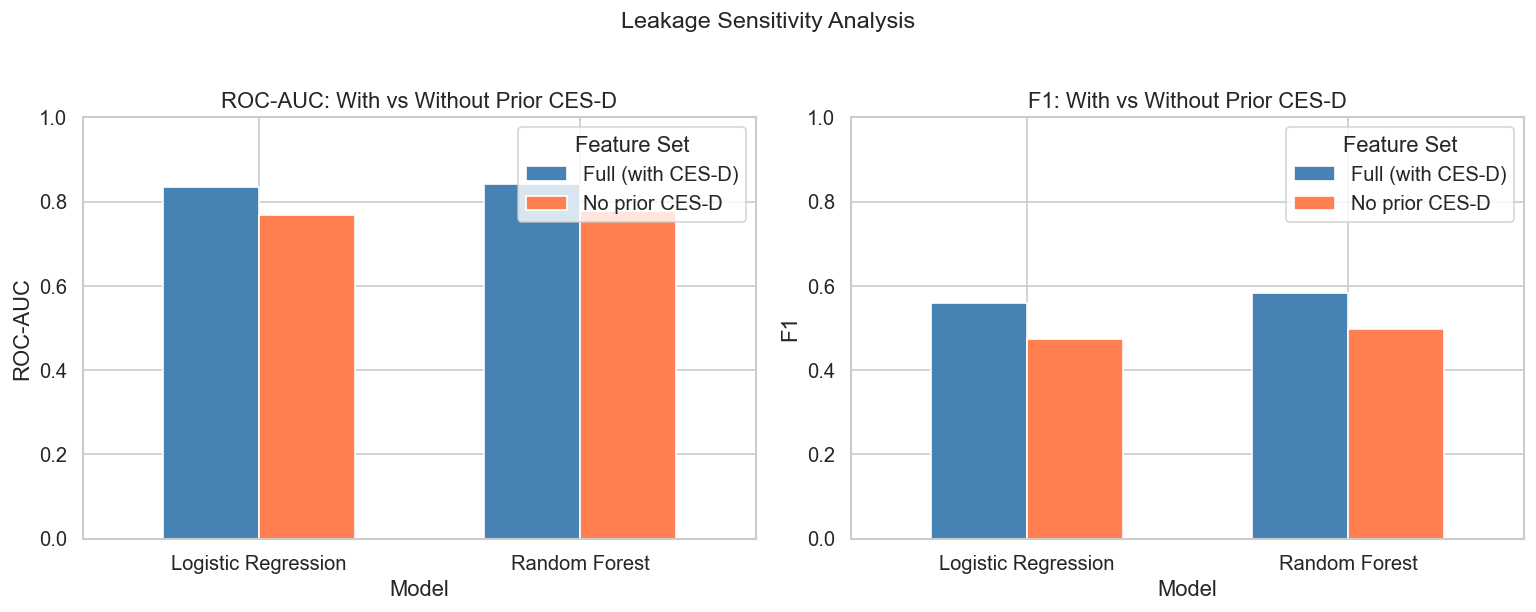 Leakage Sensitivity Analysis
ROC-AUC: With vs Without Prior CES-D
1.0
0.8
0.6
0.4
0.2
0.0
ROC-AUC
Feature Set
Full (with CES-D)
No prior CES-D
Logistic Regression
Random Forest
Model
F1: With vs Without Prior CES-D
1.0
0.8
0.6
0.4
0.2
0.0
F1
Feature Set
Full (with CES-D)
No prior CES-D
Logistic Regression
Random Forest
Model